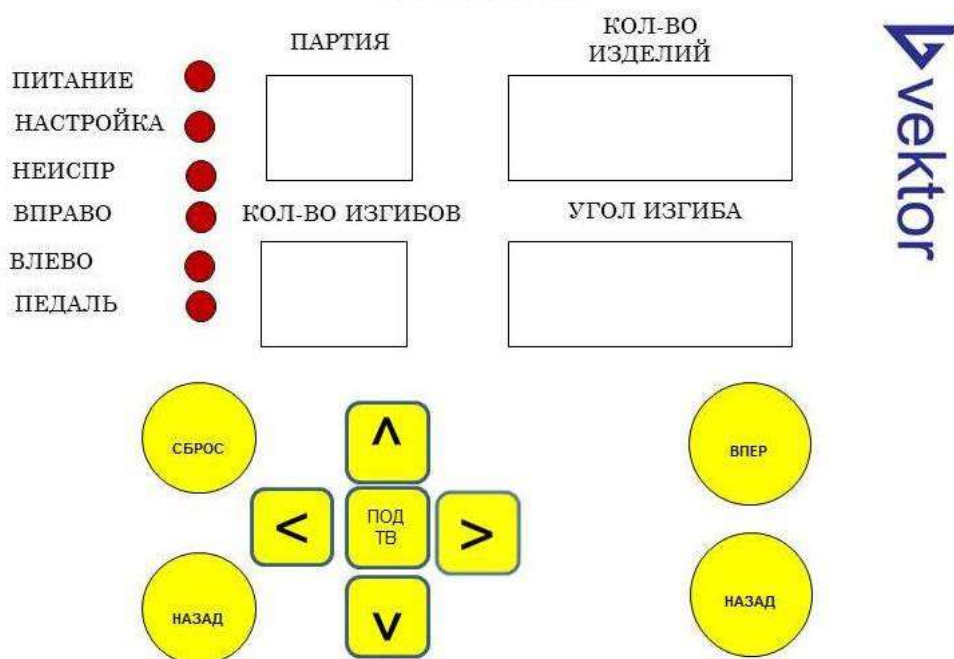 ПАРТИЯ
КОЛ-ВО
ИЗДЕЛИЙ
ПИТАНИЕ
НАСТРОЙКА
НЕИСПР
ВПРАВО
ВЛЕВО
ПЕДАЛЬ
КОЛ-ВО ИЗГИБОВ
УГОЛ ИЗГИБА
vektor
СБРОС
^
ВПЕР
<
ПОД
ТВ
>
НАЗАД
v
НАЗАД